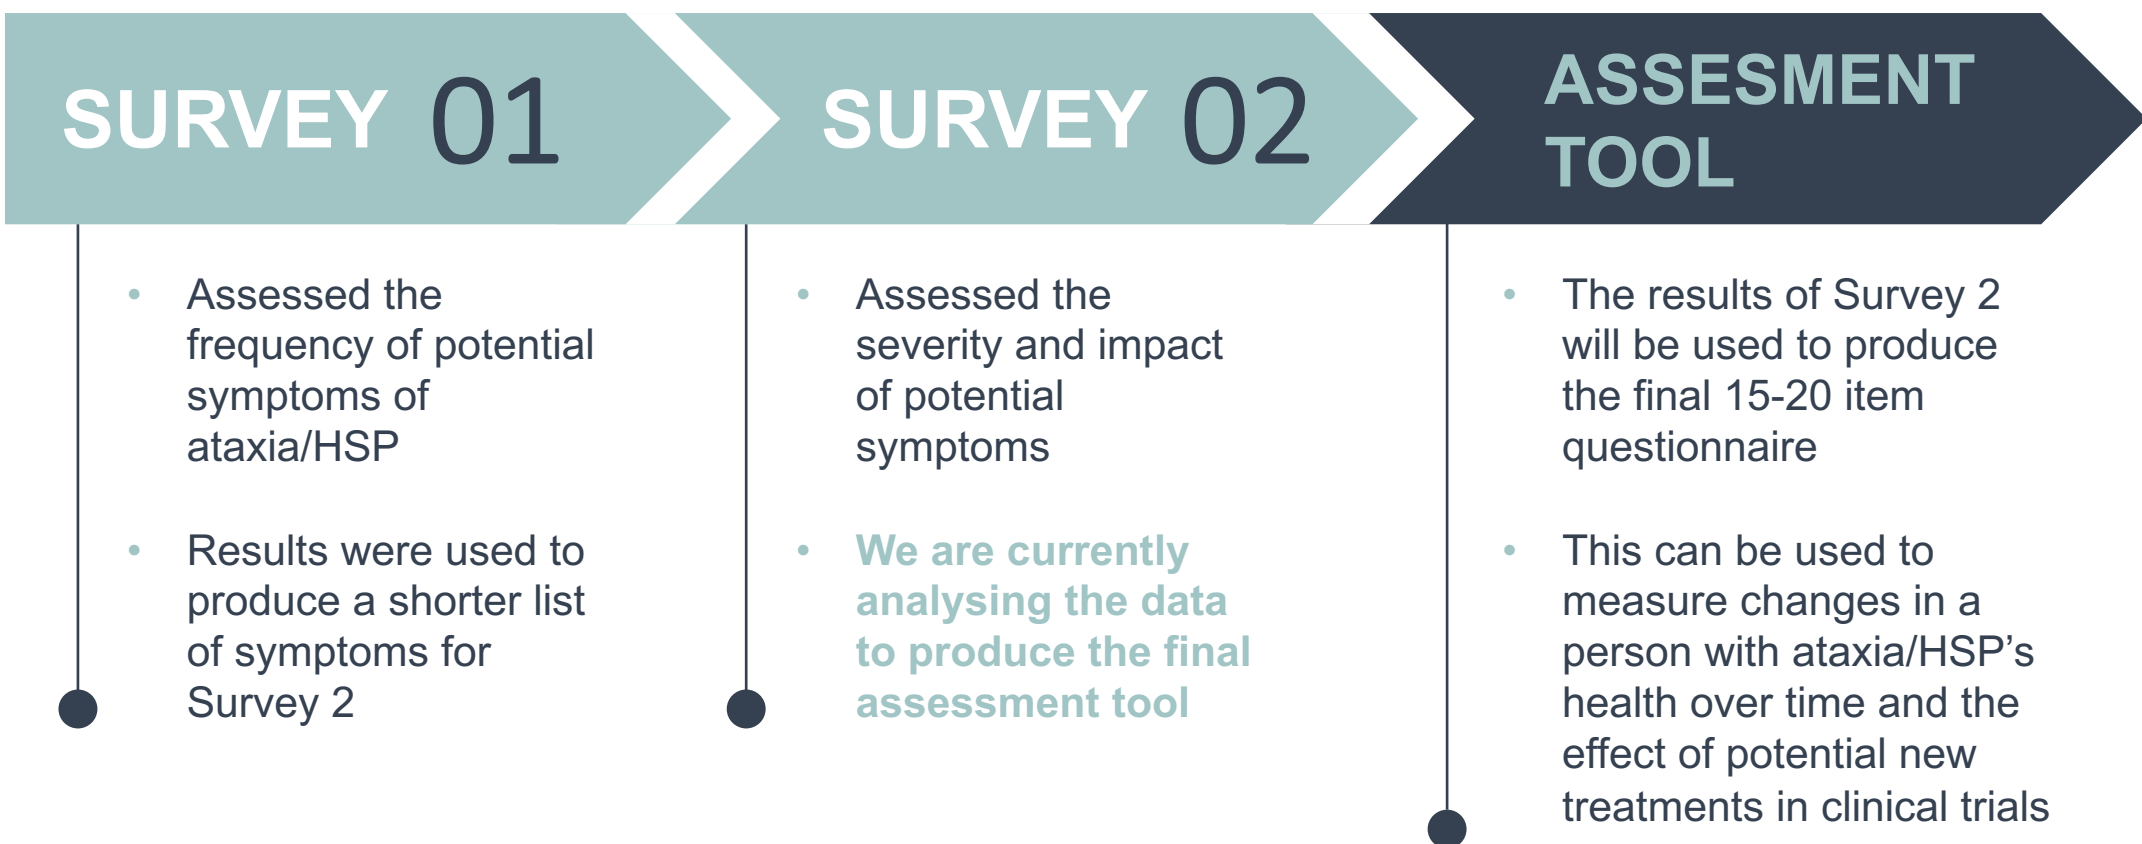 SURVEY 01
• Assessed the
frequency of potential
symptoms of
ataxia/HSP
• Results were used to
produce a shorter list
of symptoms for
Survey 2
SURVEY 02
• Assessed the
severity and impact
of potential
symptoms
• We are currently
analysing the data
to produce the final
assessment tool
ASSESMENT
TOOL
• The results of Survey 2
will be used to produce
the final 15-20 item
questionnaire
• This can be used to
measure changes in a
person with ataxia/HSP’s
health over time and the
effect of potential new
treatments in clinical trials